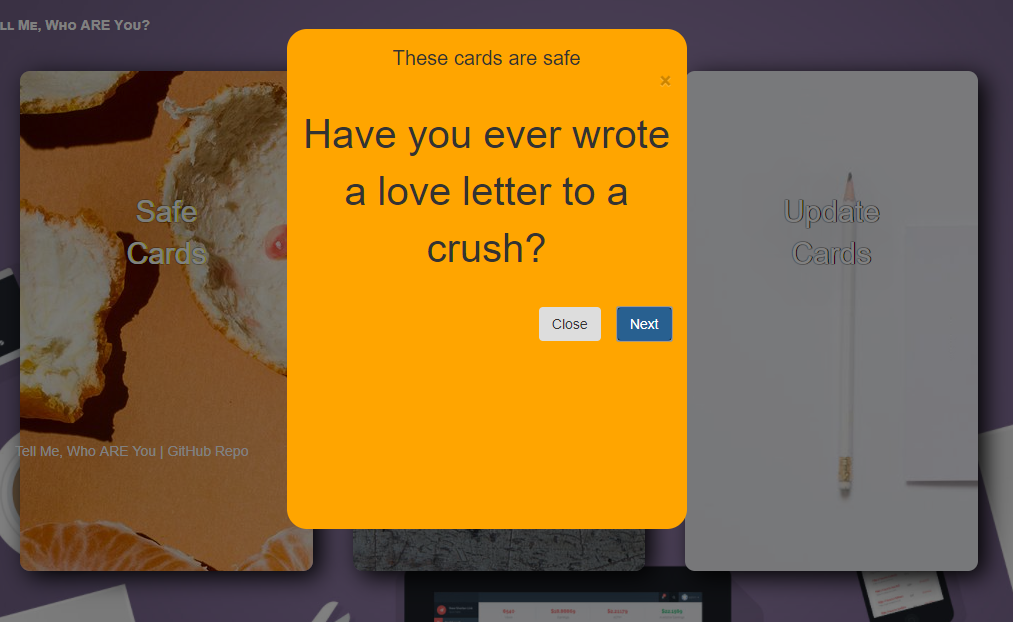 ll Me, Who ARE You?
These cards are safe
×
Have you ever wrote
a love letter to a
crush?
Close
Next
Safe
Cards
Update
Cards
Tell Me, Who ARE You | GitHub Repo